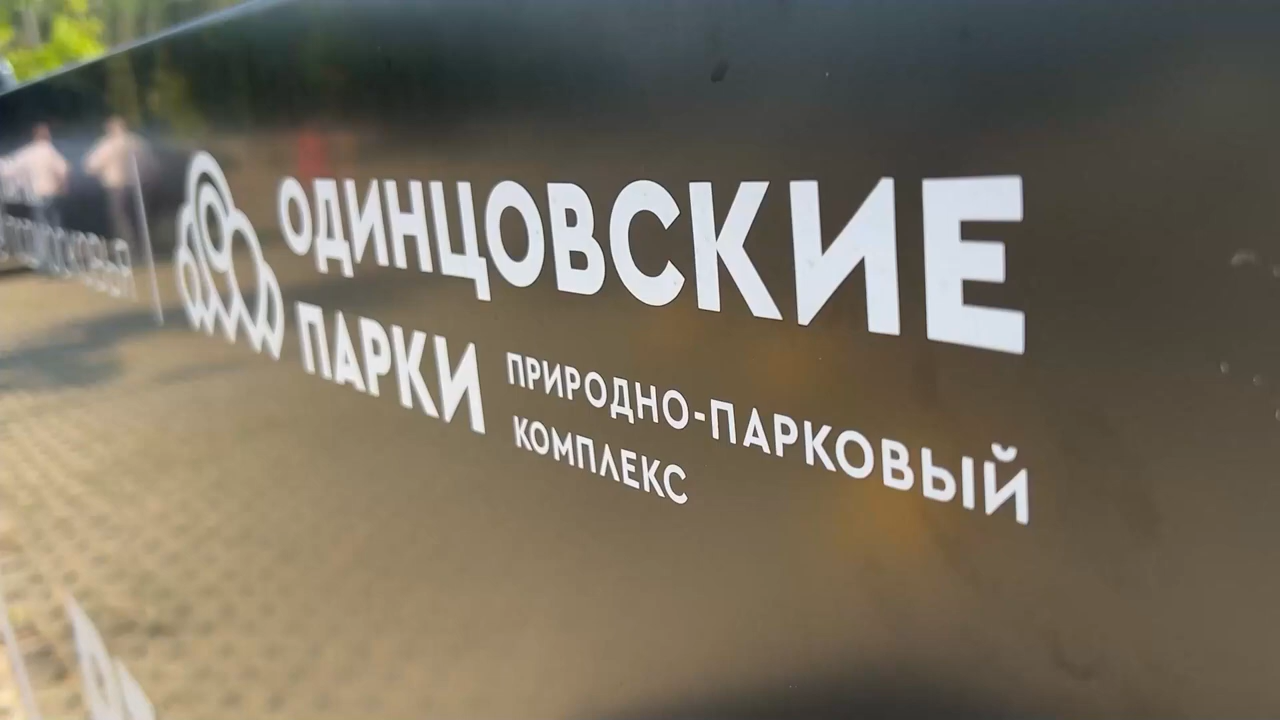 ОДИНЦОВСКИЕ
ПАРКИ
ПРИРОДНО-ПАРКОВЫЙ
КОМПЛЕКС